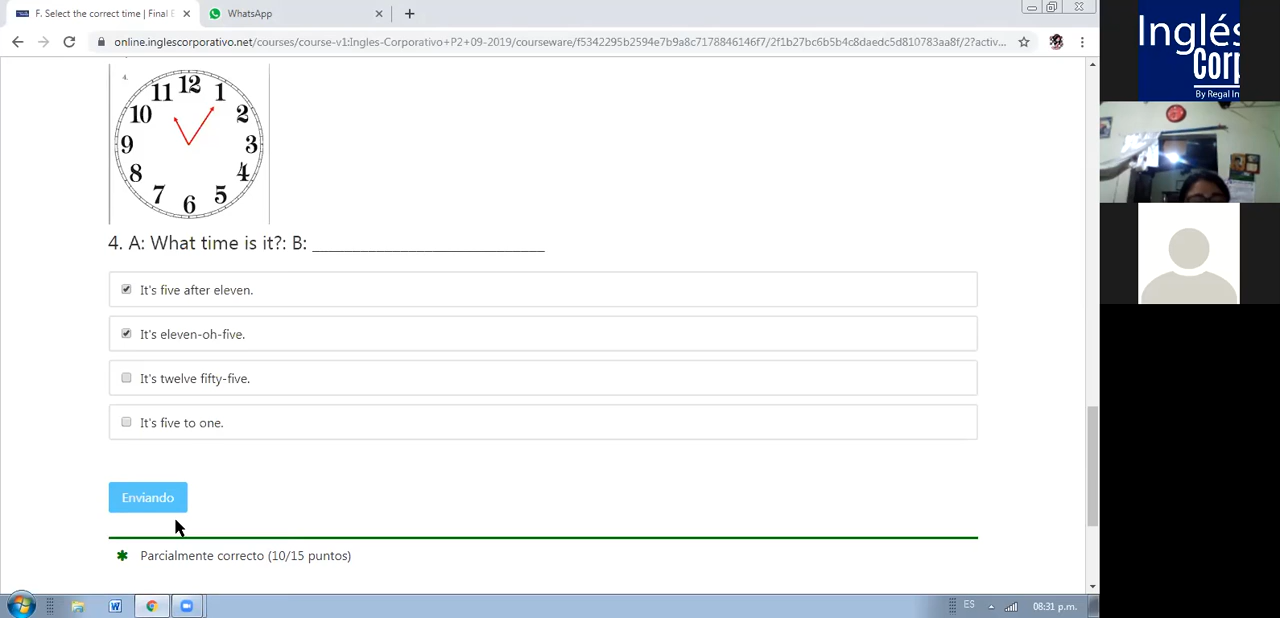 F. Select the correct time | Final E
WhatsApp
online.inglescorporativo.net/courses/course-v1:Ingles-Corporativo+P2+0... /courseware/f5342295b2594e7b9a8c7178846146f7/2f1b27bc6b5b4c8daedc5d810783aa8f/2?activ...
Inglés
Corp
By Regal In
4.
12
11 1
10 2
9 3
8 4
7 5
6
4. A: What time is it?: B: ___________________________
It's five after eleven.
It's eleven-oh-five.
It's twelve fifty-five.
It's five to one.
Enviando
Parcialmente correcto (10/15 puntos)
W
ES
08:31 p.m.